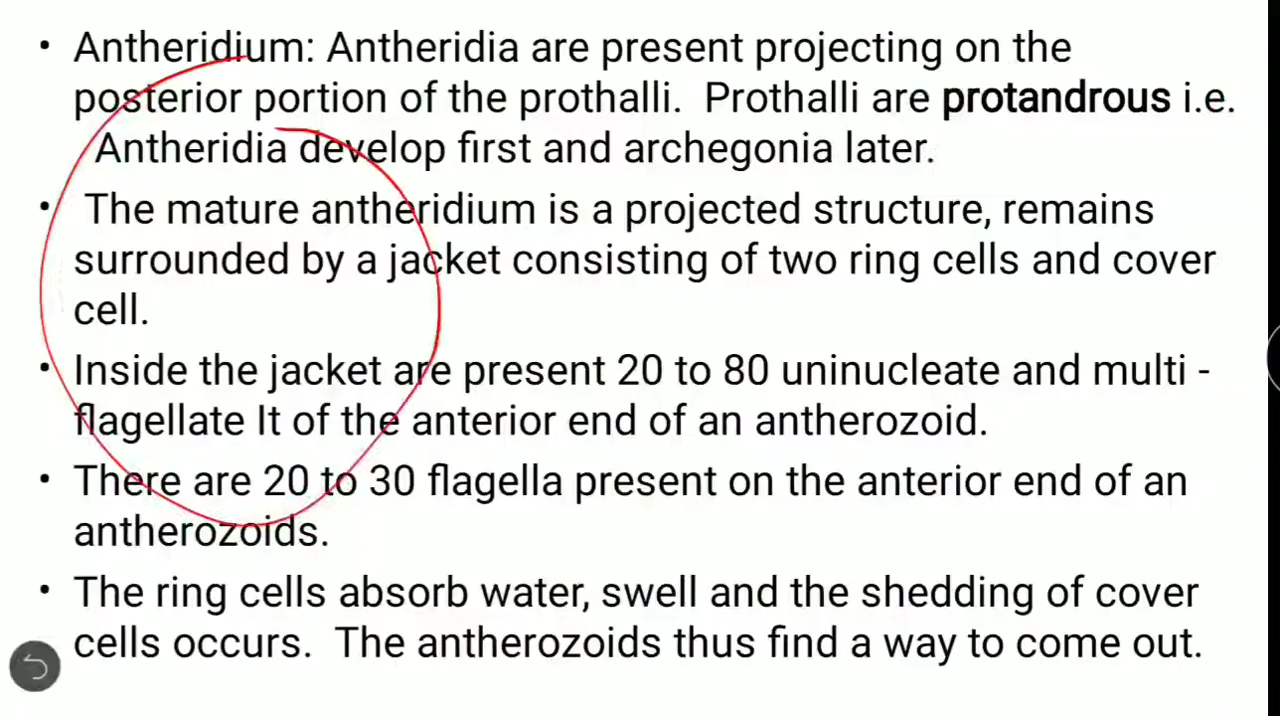 • Antheridium: Antheridia are present projecting on the
posterior portion of the prothalli. Prothalli are protandrous i.e.
Antheridia develop first and archegonia later.
• The mature antheridium is a projected structure, remains
surrounded by a jacket consisting of two ring cells and cover
cell.
• Inside the jacket are present 20 to 80 uninucleate and multi -
flagellate It of the anterior end of an antherozoid.
• There are 20 to 30 flagella present on the anterior end of an
antherozoids.
• The ring cells absorb water, swell and the shedding of cover
cells occurs. The antherozoids thus find a way to come out.